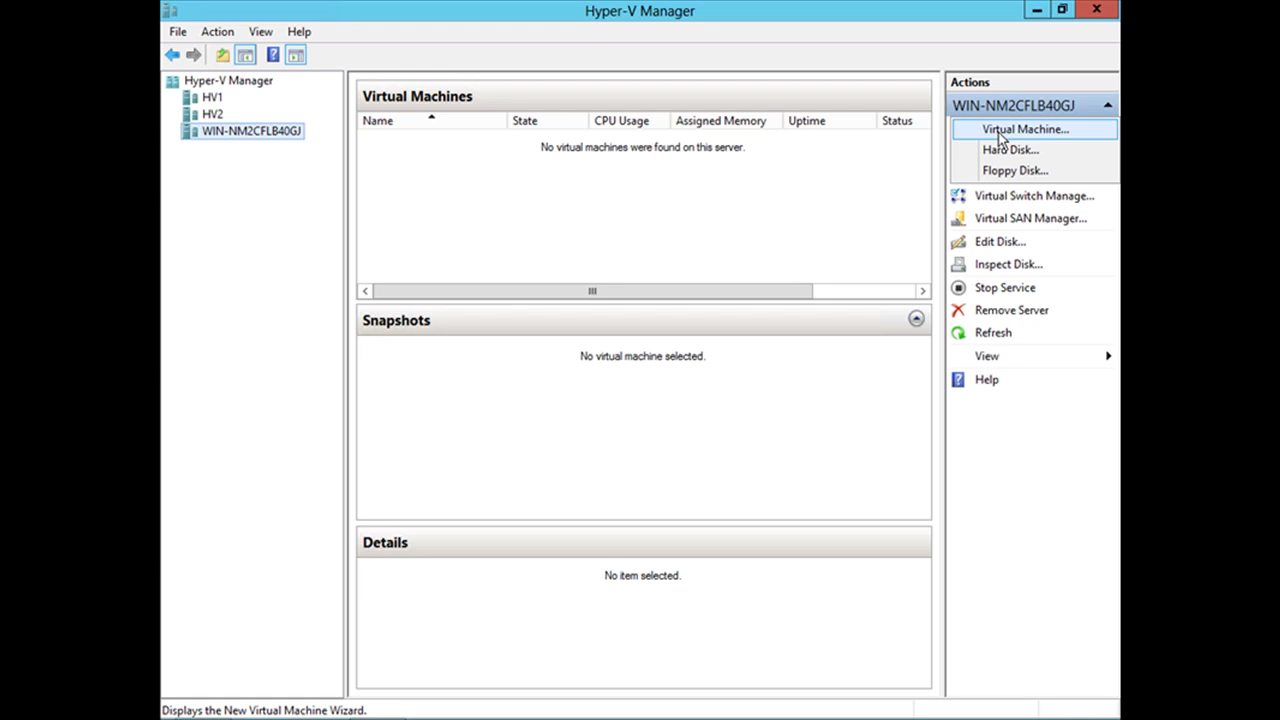 Hyper-V Manager
File Action View Help
Hyper-V Manager
HV1
HV2
WIN-NM2CFLB40GJ
Virtual Machines
Name State CPU Usage Assigned Memory Uptime Status
No virtual machines were found on this server.
Snapshots
No virtual machine selected.
Details
No item selected.
Actions
WIN-NM2CFLB40GJ
Virtual Machine...
Hard Disk...
Floppy Disk...
Virtual Switch Manage...
Virtual SAN Manager...
Edit Disk...
Inspect Disk...
Stop Service
Remove Server
Refresh
View
Help
Displays the New Virtual Machine Wizard.